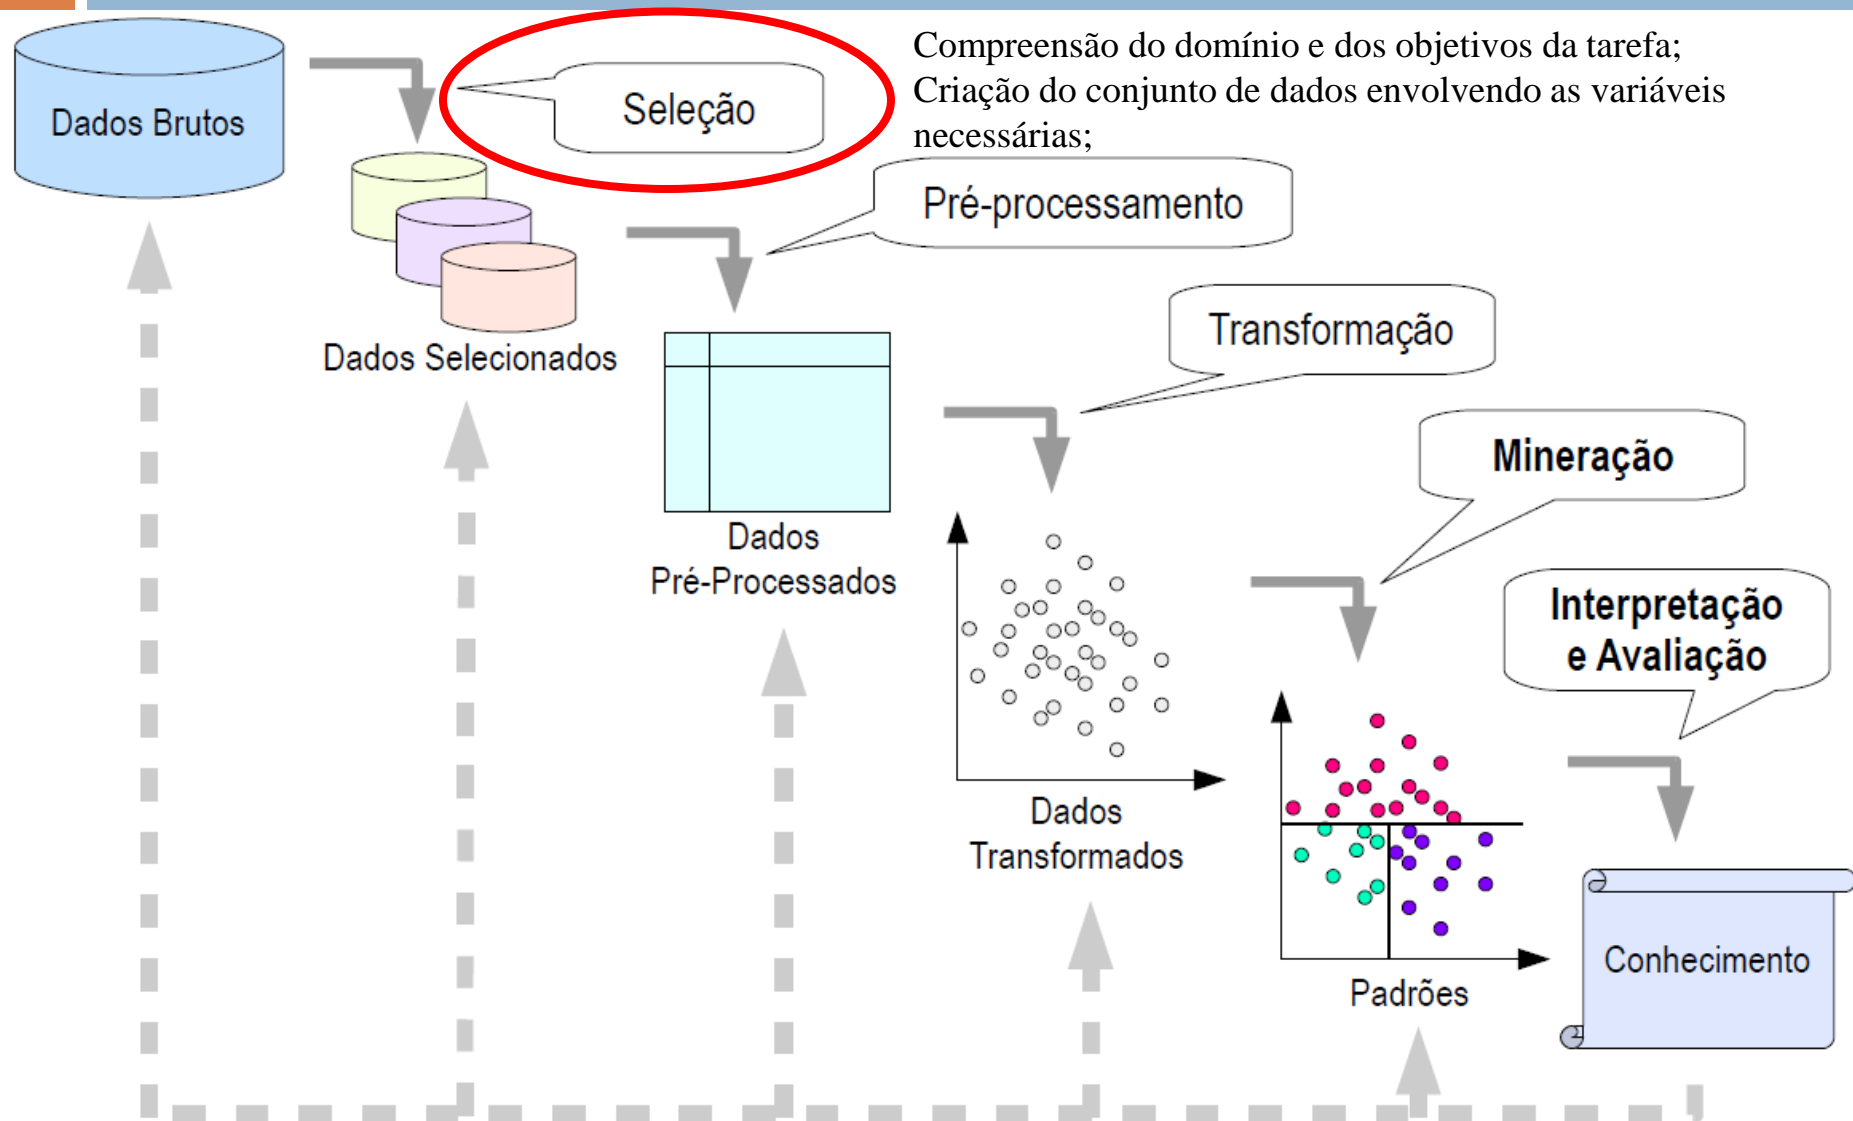 Compreensão do domínio e dos objetivos da tarefa;
Criação do conjunto de dados envolvendo as variáveis
necessárias;
Dados Brutos
Seleção
Pré-processamento
Dados Selecionados
Transformação
Dados
Pré-Processados
Mineração
Interpretação
e Avaliação
Dados
Transformados
Padrões
Conhecimento